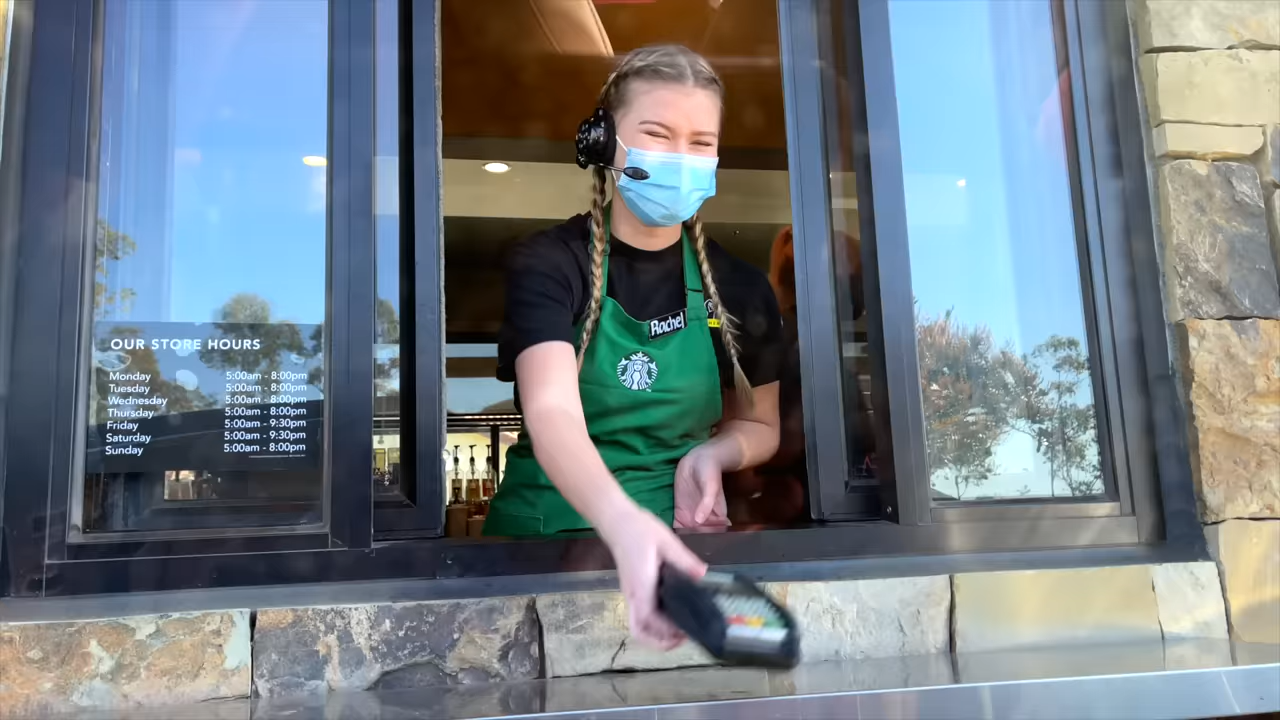 Rachel
OUR STORE HOURS
Monday 5:00am - 8:00pm
Tuesday 5:00am - 8:00pm
Wednesday 5:00am - 8:00pm
Thursday 5:00am - 8:00pm
Friday 5:00am - 9:30pm
Saturday 5:00am - 9:30pm
Sunday 5:00am - 8:00pm